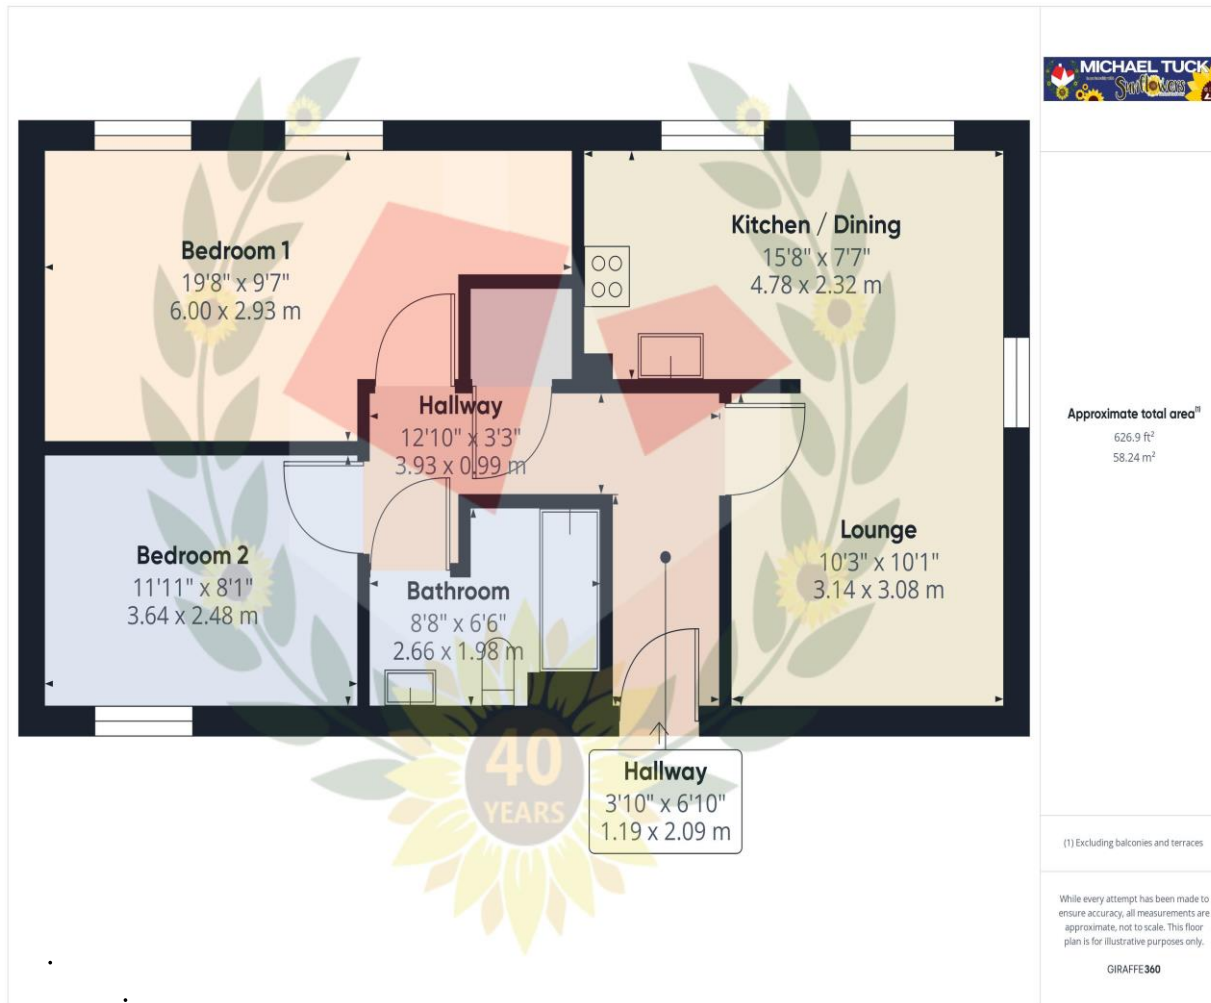 MICHAEL TUCK
Sunflowers
Bedroom 1
19'8" x 9'7"
6.00 x 2.93 m
Kitchen / Dining
15'8" x 7'7"
4.78 x 2.32 m
Hallway
12'10" x 3'3"
3.93 x 0.99 m
Approximate total area(1)
626.9 ft²
58.24 m²
Bedroom 2
11'11" x 8'1"
3.64 x 2.48 m
Bathroom
8'8" x 6'6"
2.66 x 1.98 m
Lounge
10'3" x 10'1"
3.14 x 3.08 m
40
YEARS
Hallway
3'10" x 6'10"
1.19 x 2.09 m
(1) Excluding balconies and terraces
While every attempt has been made to
ensure accuracy, all measurements are
approximate, not to scale. This floor
plan is for illustrative purposes only.
GIRAFFE360